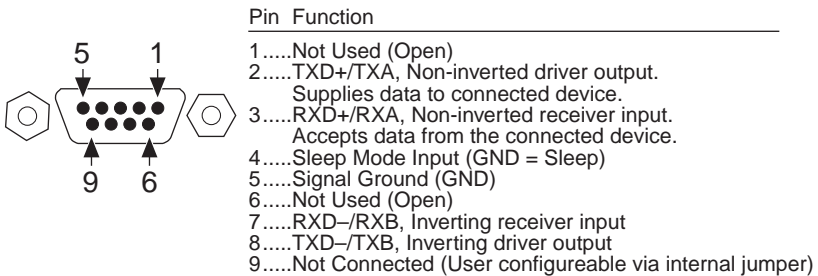 Pin Function
5 1
9 6
1.....Not Used (Open)
2.....TXD+/TXA, Non-inverted driver output.
Supplies data to connected device.
3.....RXD+/RXA, Non-inverted receiver input.
Accepts data from the connected device.
4.....Sleep Mode Input (GND = Sleep)
5.....Signal Ground (GND)
6.....Not Used (Open)
7.....RXD–/RXB, Inverting receiver input
8.....TXD–/TXB, Inverting driver output
9.....Not Connected (User configureable via internal jumper)